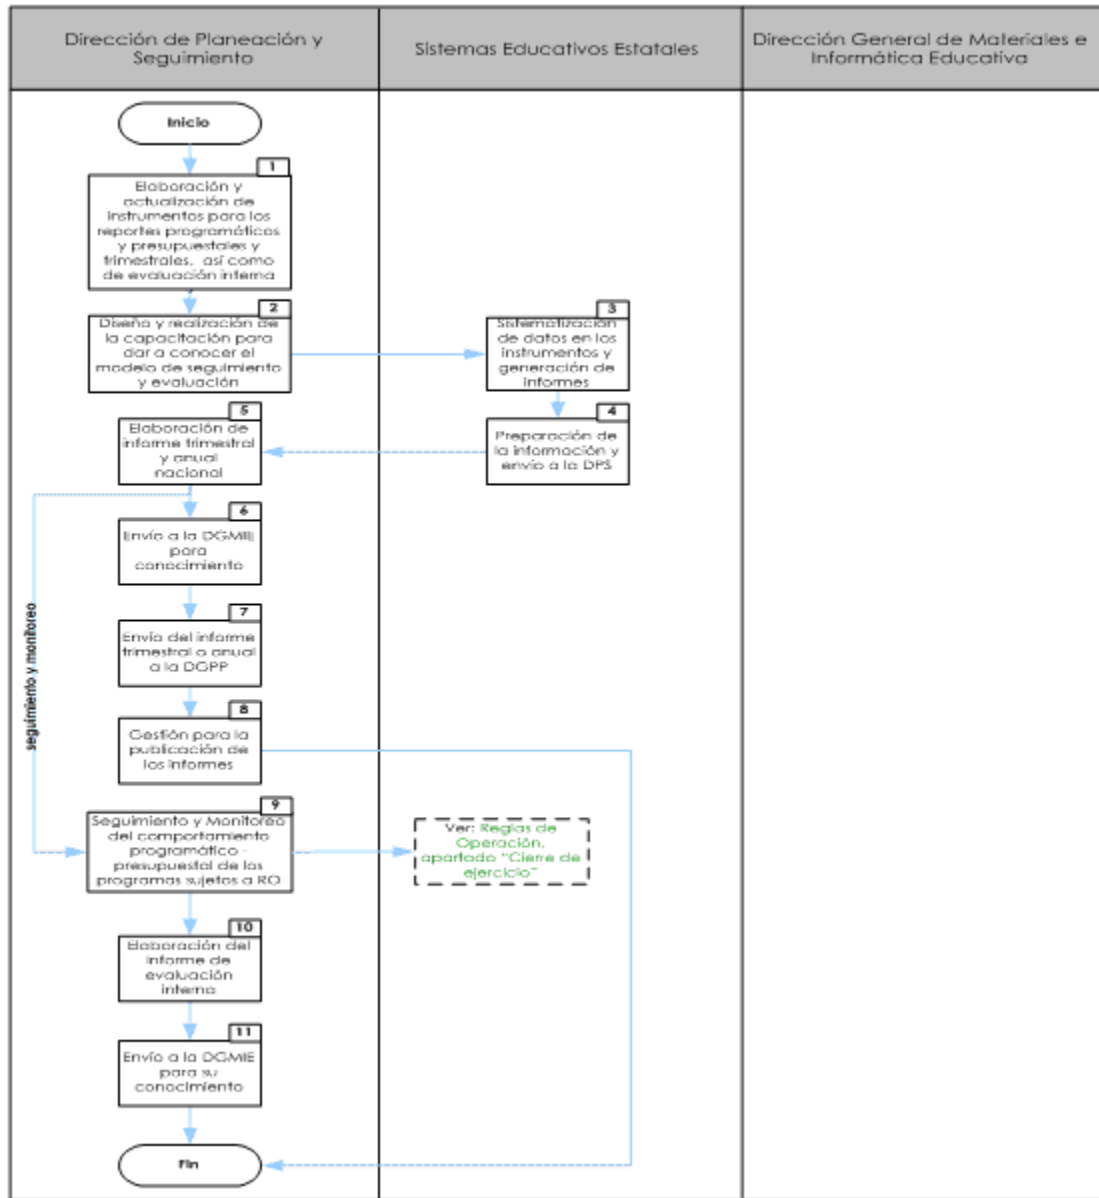 Dirección de Planeación y
Seguimiento
Sistemas Educativos Estatales
Dirección General de Materiales e
Informática Educativa
Inicio
1
Elaboración y
actualización de
instrumentos para los
reportes programáticos
y presupuestales y
trimestrales, así como
de evaluación interna
2
Diseño y realización de
la capacitación para
dar a conocer el
modelo de seguimiento
y evaluación
3
Sistematización
de datos en los
instrumentos y
generación de
informes
4
Preparación de
la información y
envío a la DPS
5
Elaboración de
informe trimestral
y anual
nacional
6
Envío a la DGMIE
para
conocimiento
7
Envío del informe
trimestral o anual
a la DGPP
8
Gestión para la
publicación de
los informes
seguimiento y monitoreo
9
Seguimiento y Monitoreo
del comportamiento
programático -
presupuestal de los
programas sujetos a RO
Ver: Reglas de
Operación,
apartado "Cierre de
ejercicio"
10
Elaboración del
informe de
evaluación
interna
11
Envío a la DGMIE
para su
conocimiento
Fin